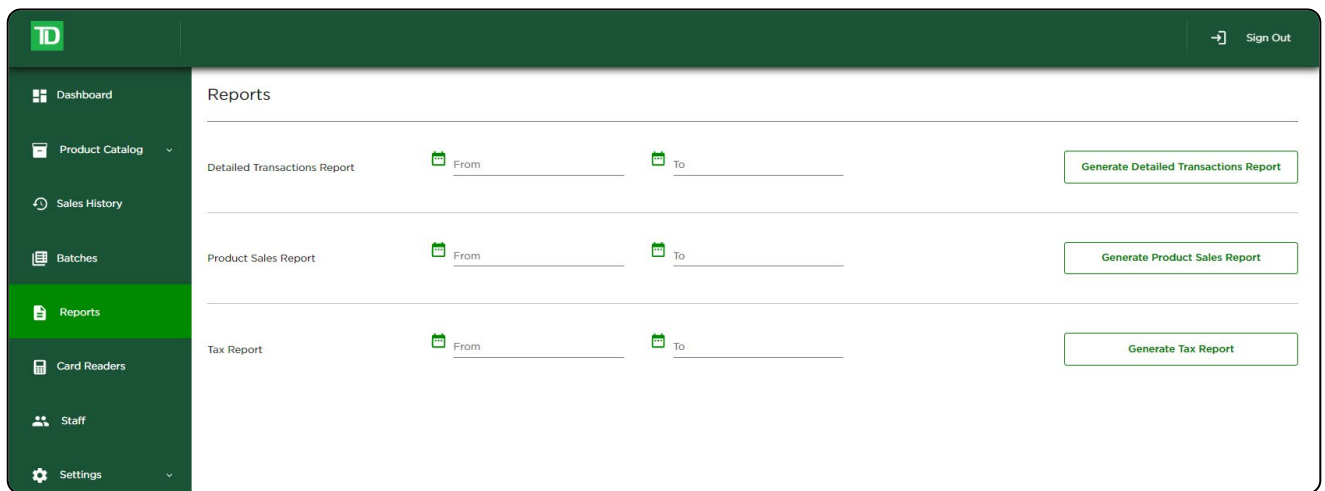 TD
Sign Out
Dashboard
Product Catalog
Sales History
Batches
Reports
Card Readers
Staff
Settings
Reports
Detailed Transactions Report From To Generate Detailed Transactions Report
Product Sales Report From To Generate Product Sales Report
Tax Report From To Generate Tax Report